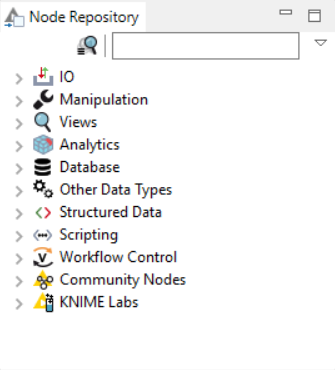 Node Repository
IO
Manipulation
Views
Analytics
Database
Other Data Types
Structured Data
Scripting
Workflow Control
Community Nodes
KNIME Labs